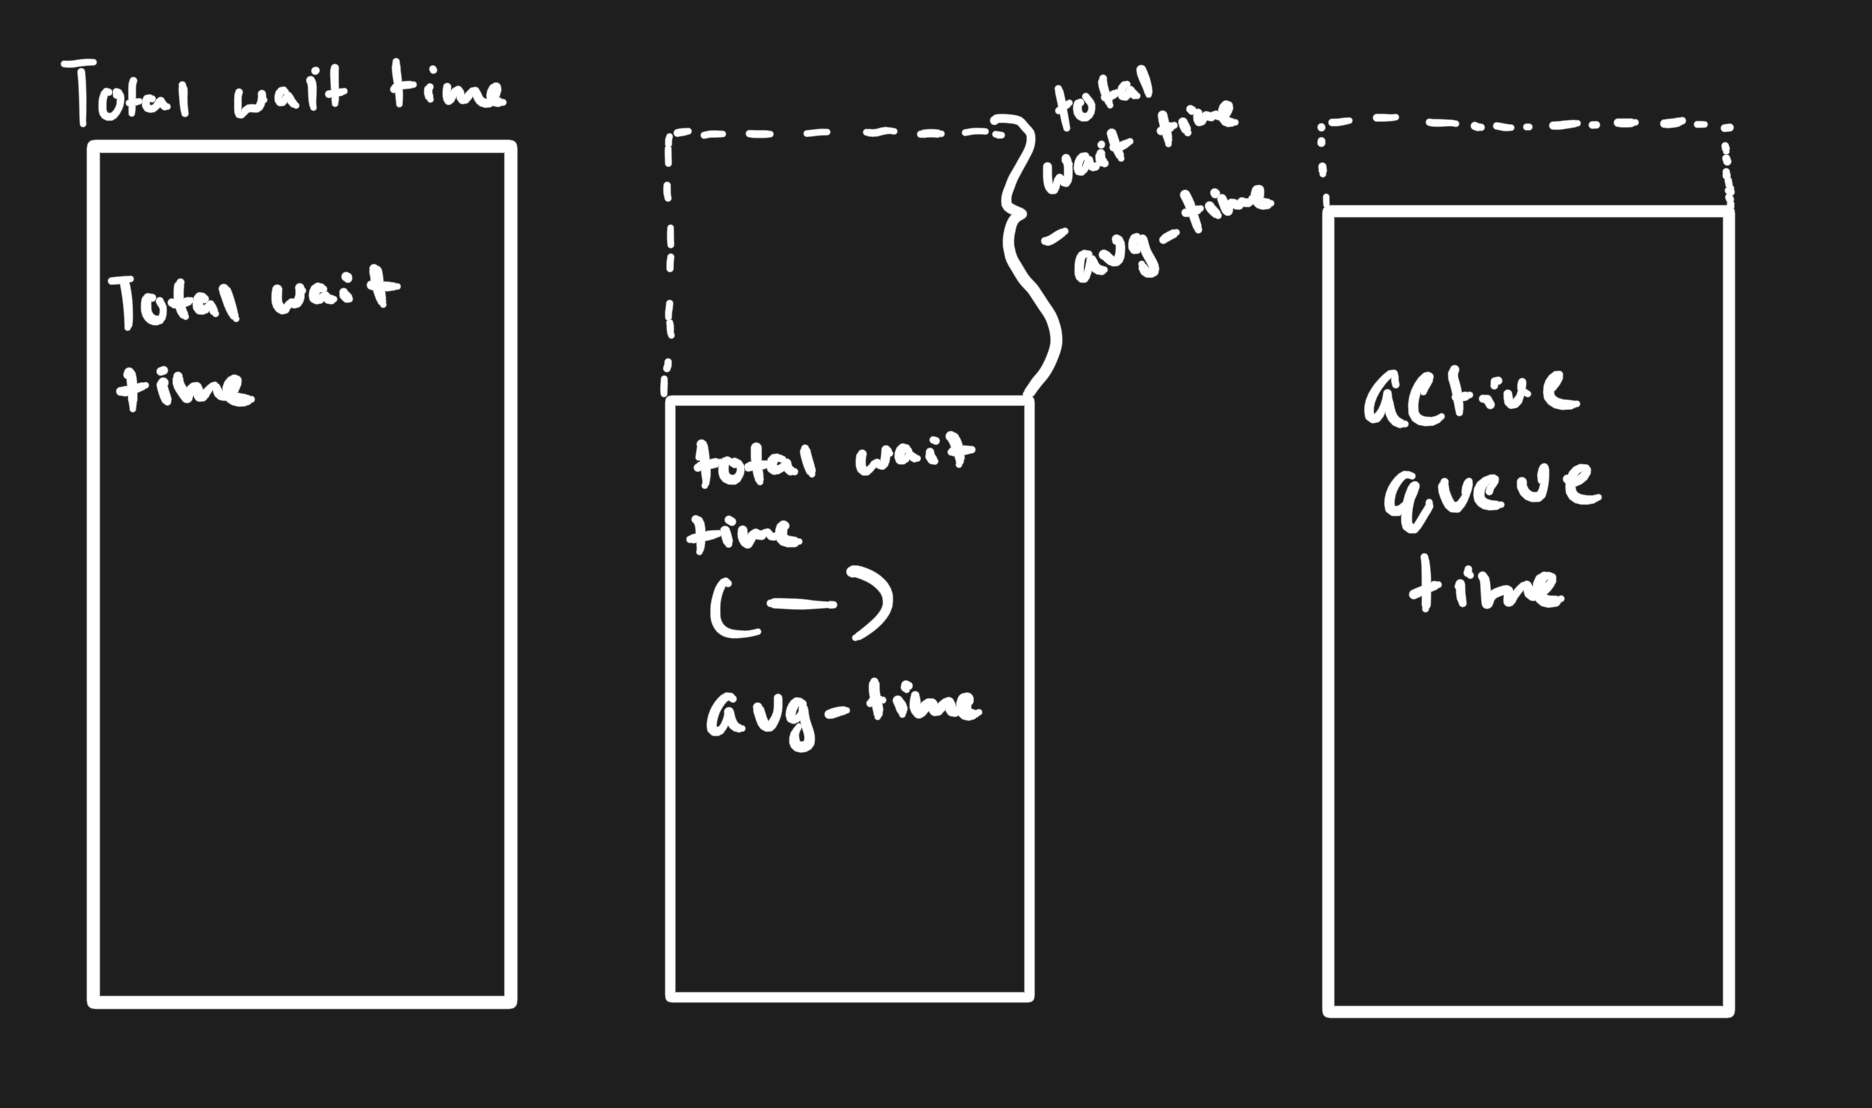 Total wait time
Total wait
time
total
wait time
- avg-time
total wait
time
(—)
avg-time
active
queue
time